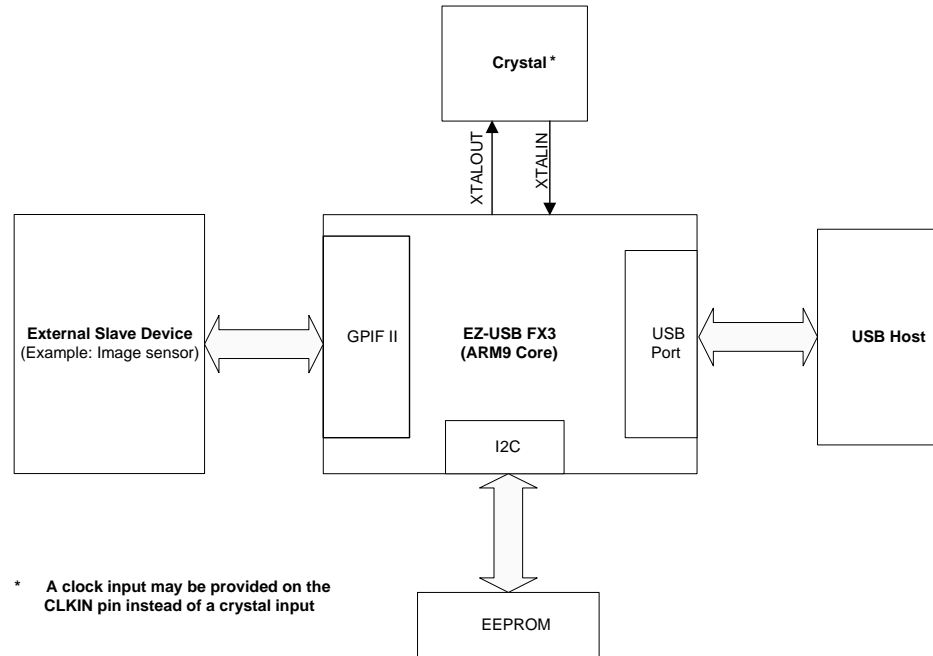 Crystal *
XTALOUT
XTALIN
External Slave Device
(Example: Image sensor)
GPIF II
EZ-USB FX3
(ARM9 Core)
USB
Port
USB Host
I2C
* A clock input may be provided on the
CLKIN pin instead of a crystal input
EEPROM